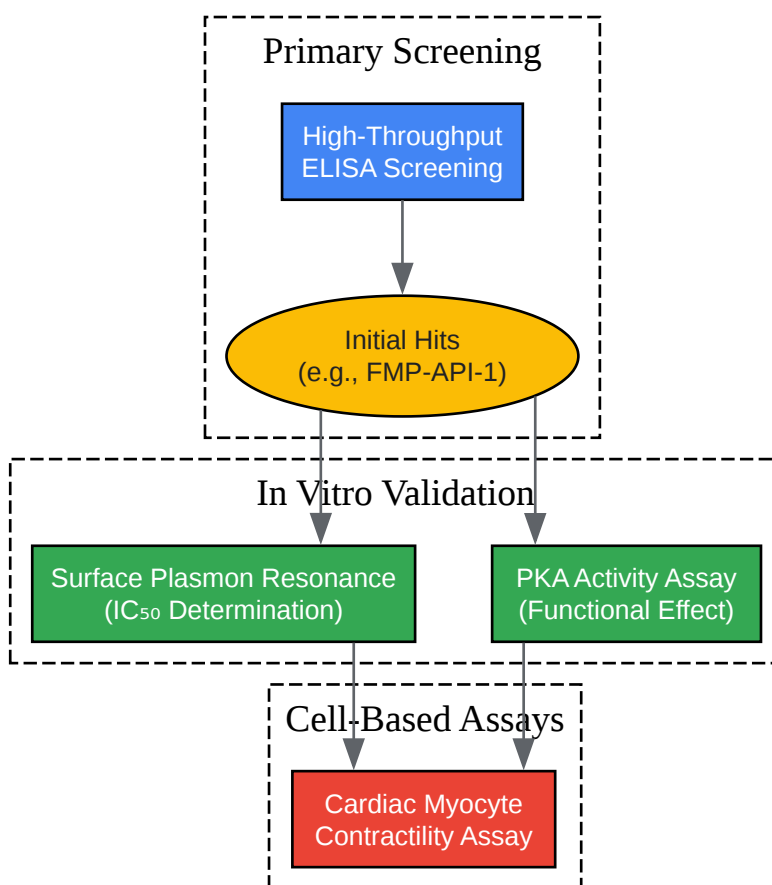 Primary Screening
High-Throughput
ELISA Screening
Initial Hits
(e.g., FMP-API-1)
In Vitro Validation
Surface Plasmon Resonance
(IC₅₀ Determination)
PKA Activity Assay
(Functional Effect)
Cell-Based Assays
Cardiac Myocyte
Contractility Assay